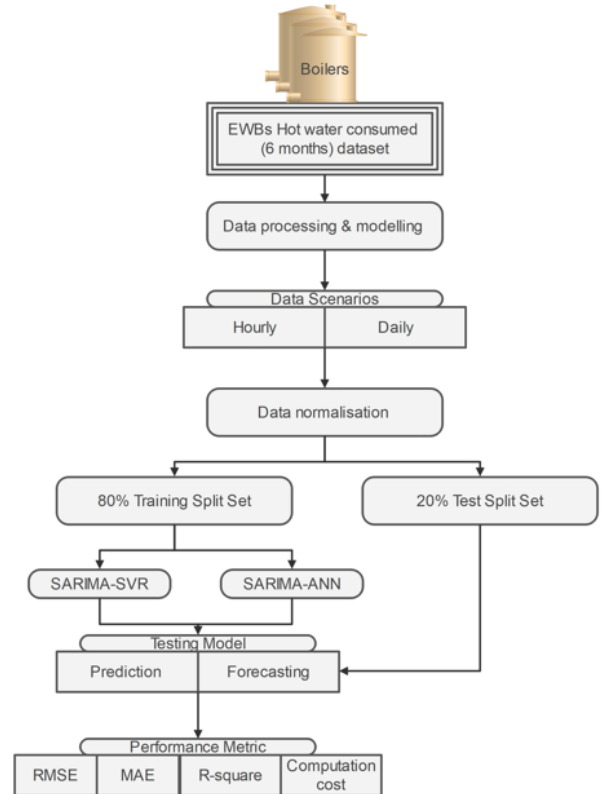 Boilers
EWBs Hot water consumed
(6 months) dataset
Data processing & modelling
Data Scenarios
Hourly
Daily
Data normalisation
80% Training Split Set
20% Test Split Set
SARIMA-SVR
SARIMA-ANN
Testing Model
Prediction
Forecasting
Performance Metric
RMSE
MAE
R-square
Computation
cost